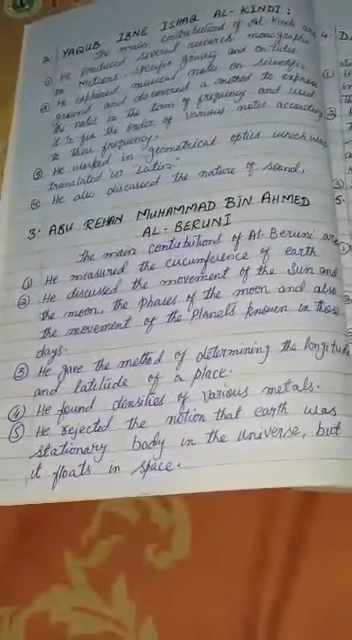 2. YAQUB IBNE ISHAQ AL-KINDI:
The main contributions of Al Kindi are
① He produced several research monographs
on Meteors, specific gravity and on tides.
② He explained musical notes on scientific
ground and discovered a method to express
the notes in the term of frequency and used
it to fix the order of various notes according
to their frequency.
③ He worked in geometrical optics which was
translated in Latin.
④ He also discussed the nature of sound.
3. ABU REHAN MUHAMMAD BIN AHMED
AL-BERUNI
The main contributions of Al-Beruni are
① He measured the circumference of earth
② He discussed the movement of the Sun and
the moon, the phases of the moon and also
the movement of the Planets known in those
days.
③ He gave the method of determining the longitude
and latitude of a place.
④ He found densities of various metals.
⑤ He rejected the notion that earth was
stationary body in the universe, but
it floats in space.
4.
①
②
③
5.
①